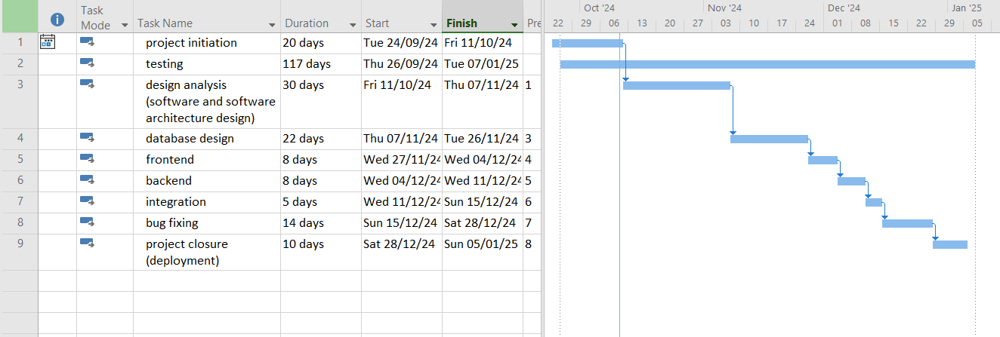 Task Mode Task Name Duration Start Finish Pre
1 project initiation 20 days Tue 24/09/24 Fri 11/10/24
2 testing 117 days Thu 26/09/24 Tue 07/01/25
3 design analysis 30 days Fri 11/10/24 Thu 07/11/24 1
(software and software
architecture design)
4 database design 22 days Thu 07/11/24 Tue 26/11/24 3
5 frontend 8 days Wed 27/11/24 Wed 04/12/24 4
6 backend 8 days Wed 04/12/24 Wed 11/12/24 5
7 integration 5 days Wed 11/12/24 Sun 15/12/24 6
8 bug fixing 14 days Sun 15/12/24 Sat 28/12/24 7
9 project closure 10 days Sat 28/12/24 Sun 05/01/25 8
(deployment)
Oct '24 Nov '24 Dec '24 Jan '25
22 29 06 13 20 27 03 10 17 24 01 08 15 22 29 05